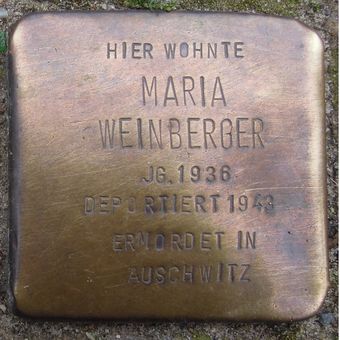 HIER WOHNTE
MARIA
WEINBERGER
JG. 1936
DEPORTIERT 1943
ERMORDET IN
AUSCHWITZ